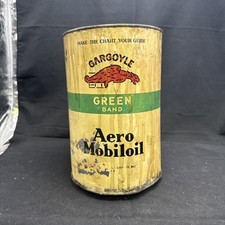 MAKE THE CHART YOUR GUIDE
GARGOYLE
GREEN
BAND
Aero
Mobiloil